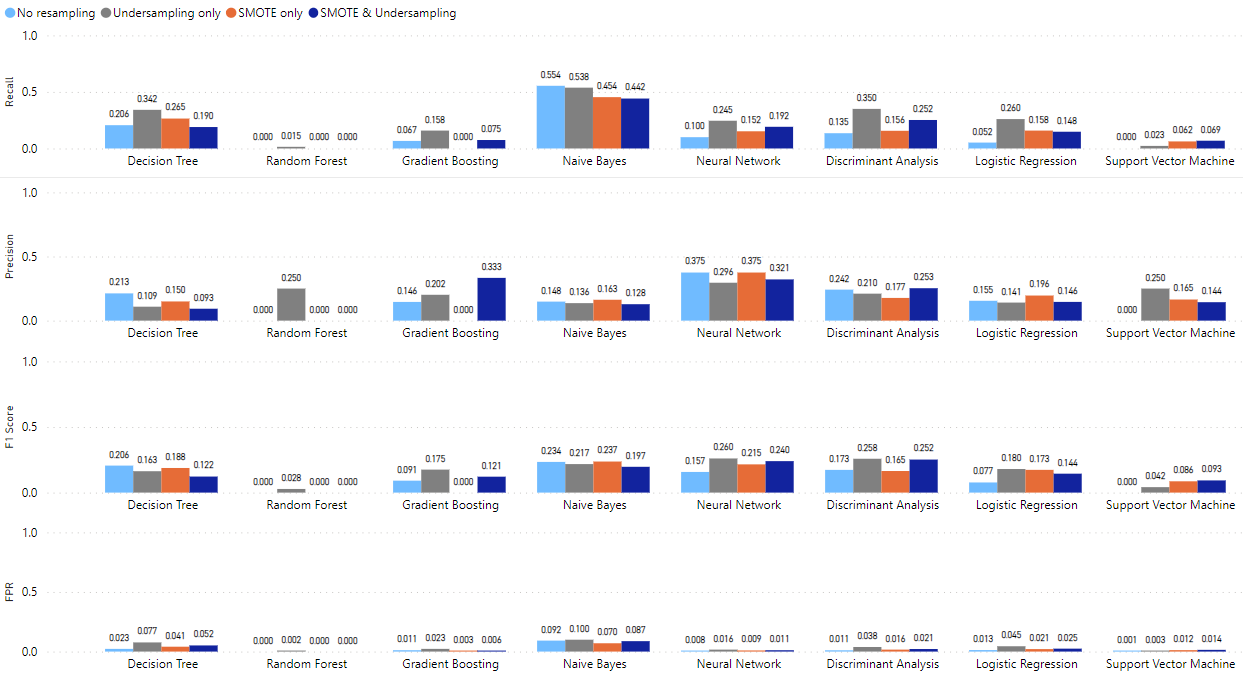 No resampling Undersampling only SMOTE only SMOTE & Undersampling
Recall
1.0
0.5
0.0
0.206 0.342 0.265 0.190
0.000 0.015 0.000 0.000
0.067 0.158 0.000 0.075
0.554 0.538 0.454 0.442
0.100 0.245 0.152 0.192
0.135 0.350 0.156 0.252
0.052 0.260 0.158 0.148
0.000 0.023 0.062 0.069
Decision Tree Random Forest Gradient Boosting Naive Bayes Neural Network Discriminant Analysis Logistic Regression Support Vector Machine
Precision
1.0
0.5
0.0
0.213 0.109 0.150 0.093
0.000 0.250 0.000 0.000
0.146 0.202 0.000 0.333
0.148 0.136 0.163 0.128
0.375 0.296 0.375 0.321
0.242 0.210 0.177 0.253
0.155 0.141 0.196 0.146
0.000 0.250 0.165 0.144
Decision Tree Random Forest Gradient Boosting Naive Bayes Neural Network Discriminant Analysis Logistic Regression Support Vector Machine
F1 Score
1.0
0.5
0.0
0.206 0.163 0.188 0.122
0.000 0.028 0.000 0.000
0.091 0.175 0.000 0.121
0.234 0.217 0.237 0.197
0.157 0.260 0.215 0.240
0.173 0.258 0.165 0.252
0.077 0.180 0.173 0.144
0.000 0.042 0.086 0.093
Decision Tree Random Forest Gradient Boosting Naive Bayes Neural Network Discriminant Analysis Logistic Regression Support Vector Machine
FPR
1.0
0.5
0.0
0.023 0.077 0.041 0.052
0.000 0.002 0.000 0.000
0.011 0.023 0.003 0.006
0.092 0.100 0.070 0.087
0.008 0.016 0.009 0.011
0.011 0.038 0.016 0.021
0.013 0.045 0.021 0.025
0.001 0.003 0.012 0.014
Decision Tree Random Forest Gradient Boosting Naive Bayes Neural Network Discriminant Analysis Logistic Regression Support Vector Machine